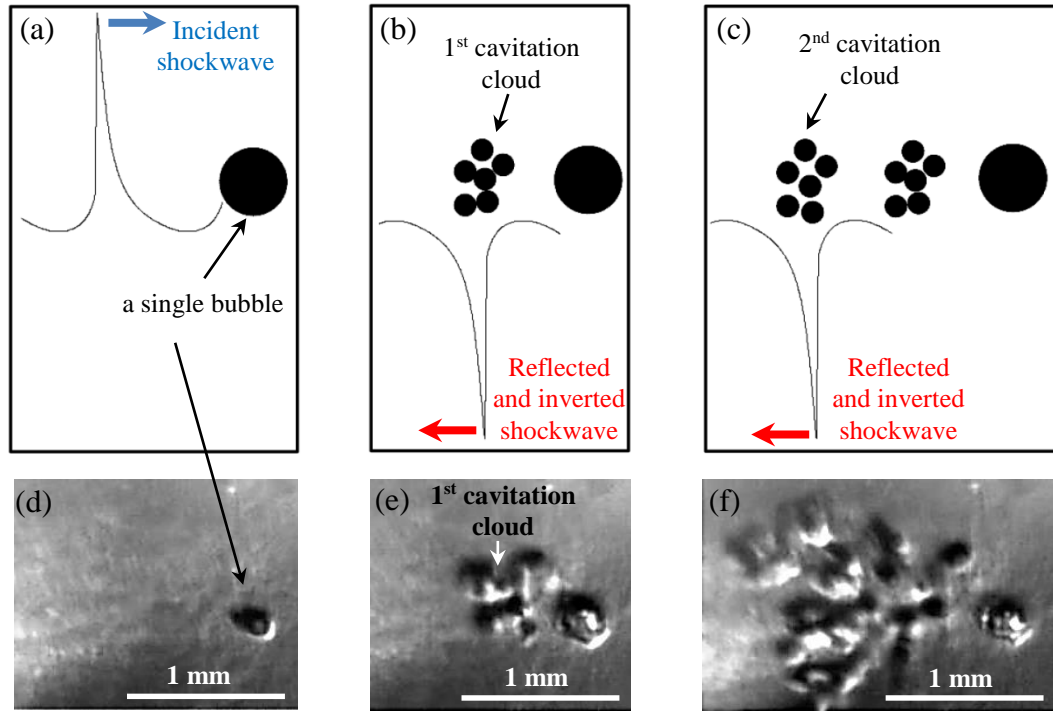 (a)
Incident
shockwave
a single bubble
(b)
1st cavitation
cloud
Reflected
and inverted
shockwave
(c)
2nd cavitation
cloud
Reflected
and inverted
shockwave
(d)
1 mm
(e)
1st cavitation
cloud
1 mm
(f)
1 mm